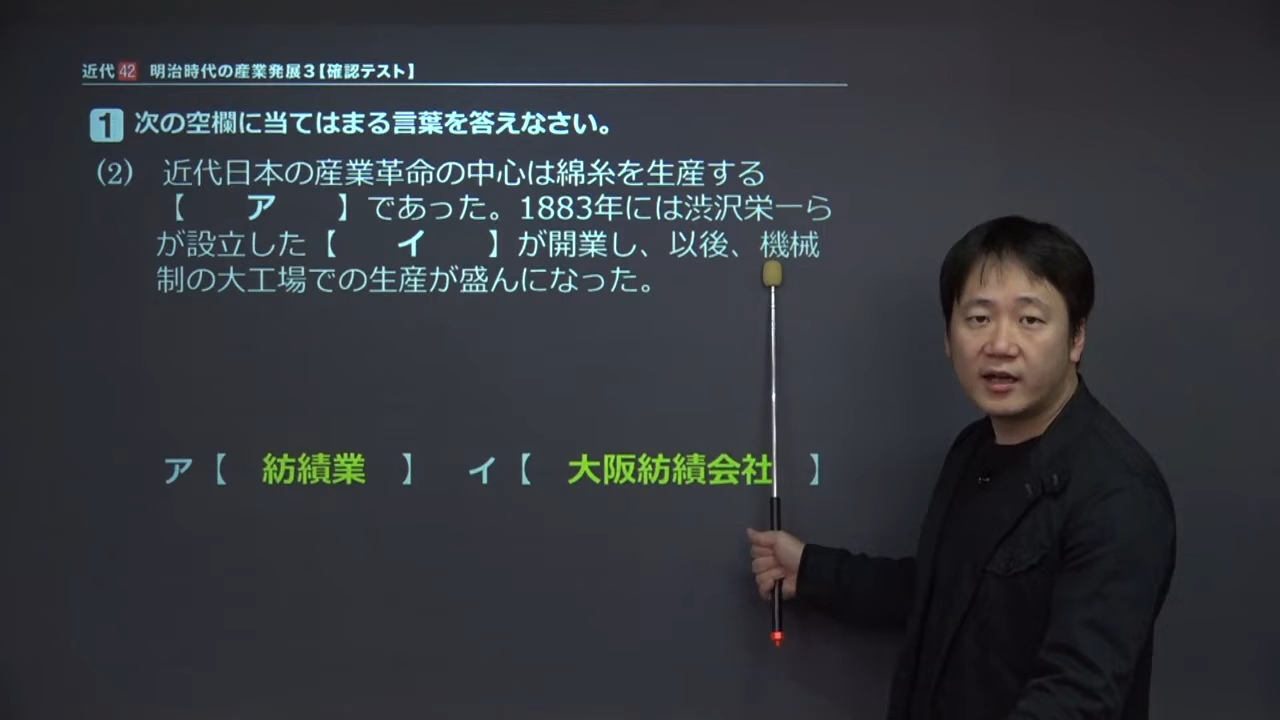 近代42 明治時代の産業発展3【確認テスト】
1 次の空欄に当てはまる言葉を答えなさい。
(2) 近代日本の産業革命の中心は綿糸を生産する
【 ア 】であった。1883年には渋沢栄一ら
が設立した【 イ 】が開業し、以後、機械
制の大工場での生産が盛んになった。
ア【 紡績業 】 イ【 大阪紡績会社 】